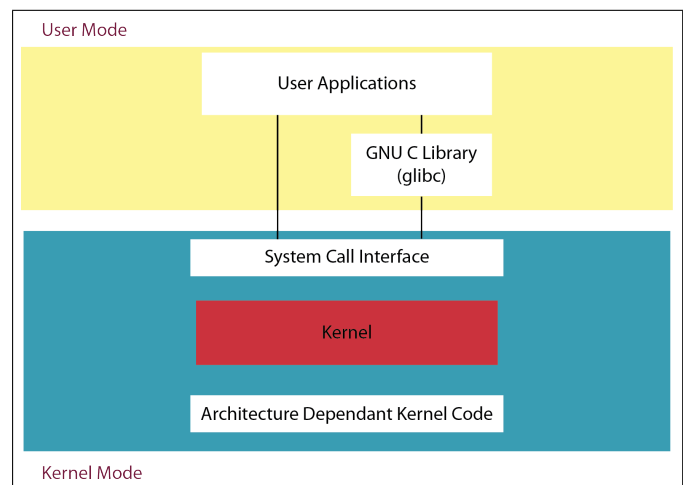 User Mode
User Applications
GNU C Library
(glibc)
System Call Interface
Kernel
Architecture Dependant Kernel Code
Kernel Mode